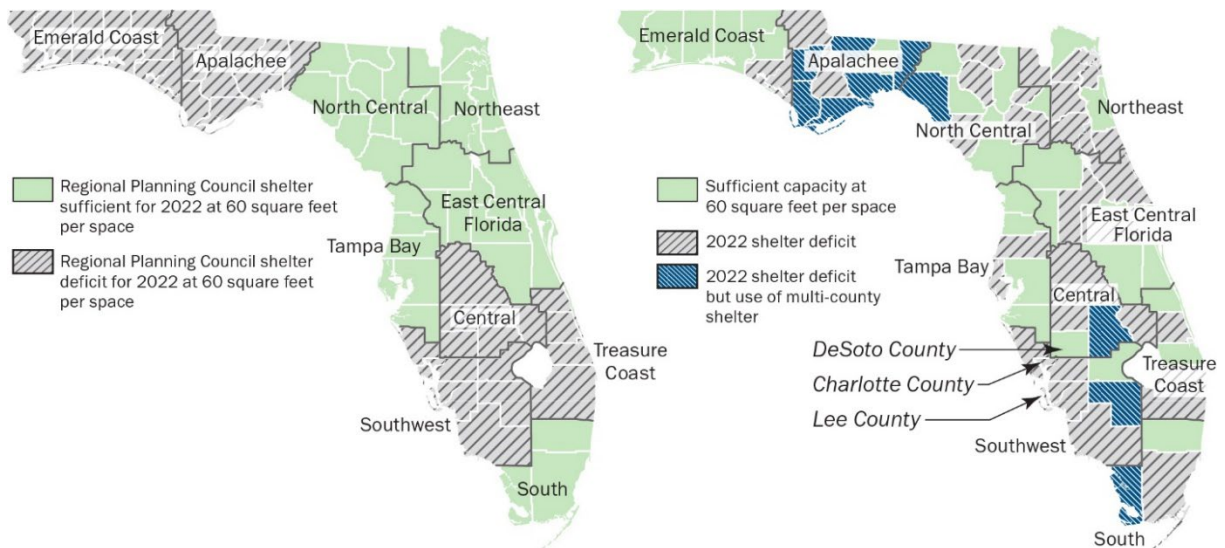 Emerald Coast
Apalachee
North Central
Northeast
Regional Planning Council shelter
sufficient for 2022 at 60 square feet
per space
Regional Planning Council shelter
deficit for 2022 at 60 square feet
per space
East Central
Florida
Tampa Bay
Central
Treasure
Coast
Southwest
South
Emerald Coast
Apalachee
Northeast
North Central
Sufficient capacity at
60 square feet per space
2022 shelter deficit
2022 shelter deficit
but use of multi-county
shelter
East Central
Florida
Tampa Bay
Central
DeSoto County
Charlotte County
Lee County
Treasure
Coast
Southwest
South